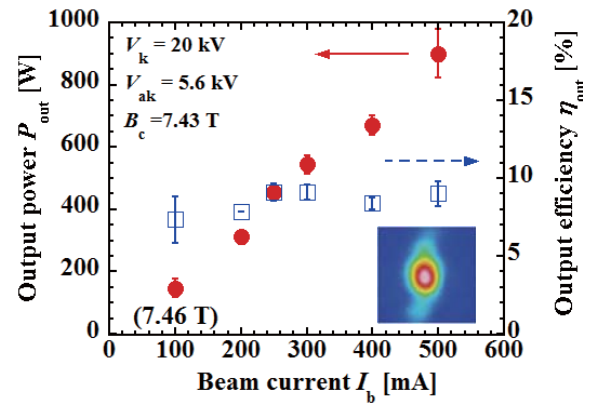 1000
800
600
400
200
0
Output power P_out [W]
V_k = 20 kV
V_ak = 5.6 kV
B_c =7.43 T
(7.46 T)
20
15
10
5
0
Output efficiency η_out [%]
0 100 200 300 400 500 600
Beam current I_b [mA]